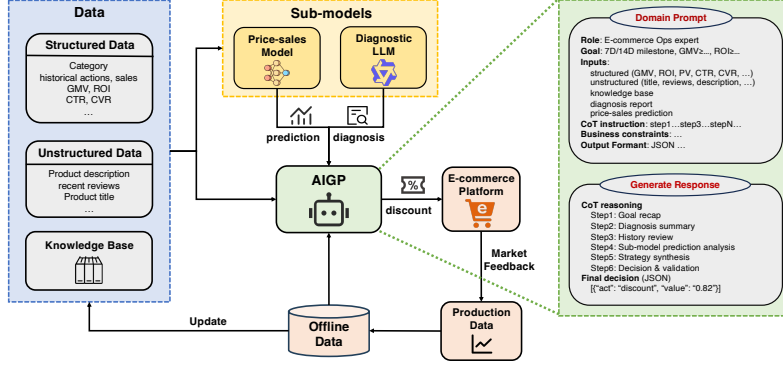 Data
Structured Data
Category
historical actions, sales
GMV, ROI
CTR, CVR
...
Unstructured Data
Product description
recent reviews
Product title
...
Knowledge Base
Sub-models
Price-sales
Model
Diagnostic
LLM
prediction
diagnosis
AIGP
%
discount
E-commerce
Platform
e
Market
Feedback
Production
Data
Offline
Data
Update
Domain Prompt
Role: E-commerce Ops expert
Goal: 7D/14D milestone, GMV≥..., ROI≥...
Inputs:
structured (GMV, ROI, PV, CTR, CVR, ...)
unstructured (title, reviews, description, ...)
knowledge base
diagnosis report
price-sales prediction
CoT instruction: step1...step3...stepN...
Business constraints: ...
Output Formant: JSON ...
Generate Response
CoT reasoning
Step1: Goal recap
Step2: Diagnosis summary
Step3: History review
Step4: Sub-model prediction analysis
Step5: Strategy synthesis
Step6: Decision & validation
Final decision (JSON)
[{"act": "discount", "value": "0.82"}]